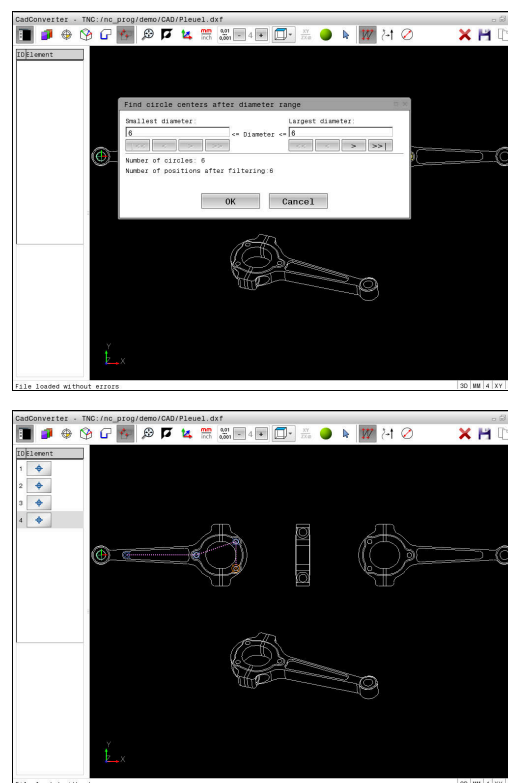 CadConverter - TNC:/nc_prog/demo/CAD/Pleuel.dxf
mm
inch
0,01
0,001
- 4 +
ID Element
Find circle centers after diameter range
Smallest diameter:
Largest diameter:
6
<= Diameter <=
6
<< < > >>
<< < > >>|
Number of circles: 6
Number of positions after filtering:6
OK Cancel
Y
Z X
File loaded without errors
3D MM 4 XY
CadConverter - TNC:/nc_prog/demo/CAD/Pleuel.dxf
mm
inch
0,01
0,001
- 4 +
ID Element
1
2
3
4
Y
Z X